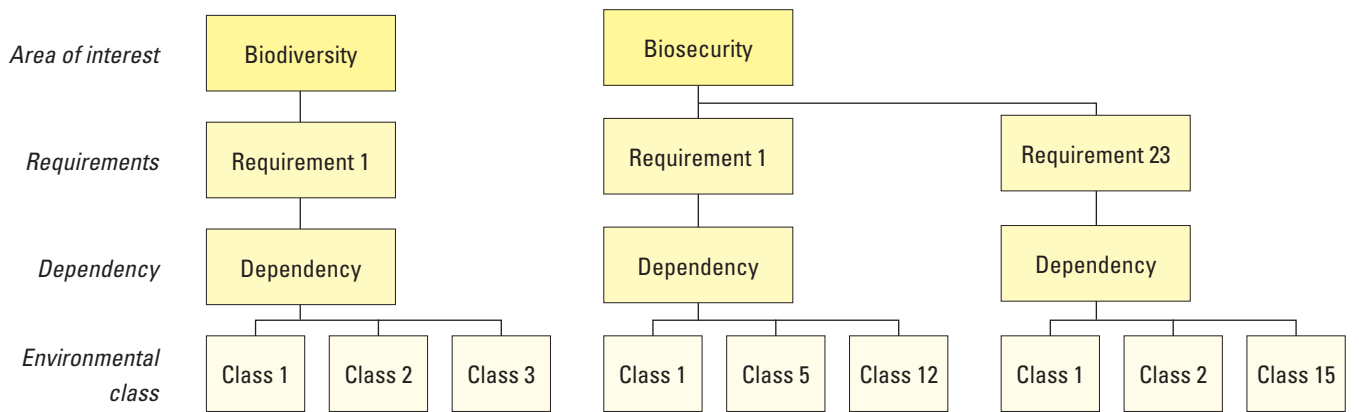 Area of interest
Biodiversity
Biosecurity
Requirements
Requirement 1
Requirement 1
Requirement 23
Dependency
Dependency
Dependency
Dependency
Environmental
class
Class 1
Class 2
Class 3
Class 1
Class 5
Class 12
Class 1
Class 2
Class 15